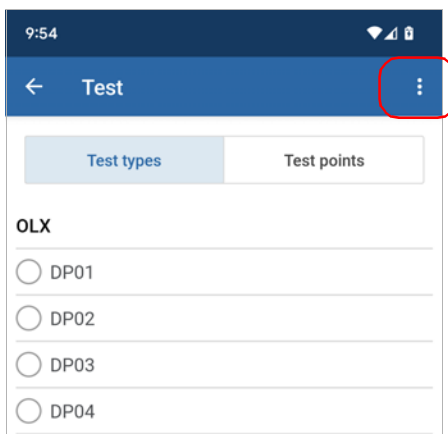 9:54
Test
Test types Test points
OLX
DP01
DP02
DP03
DP04